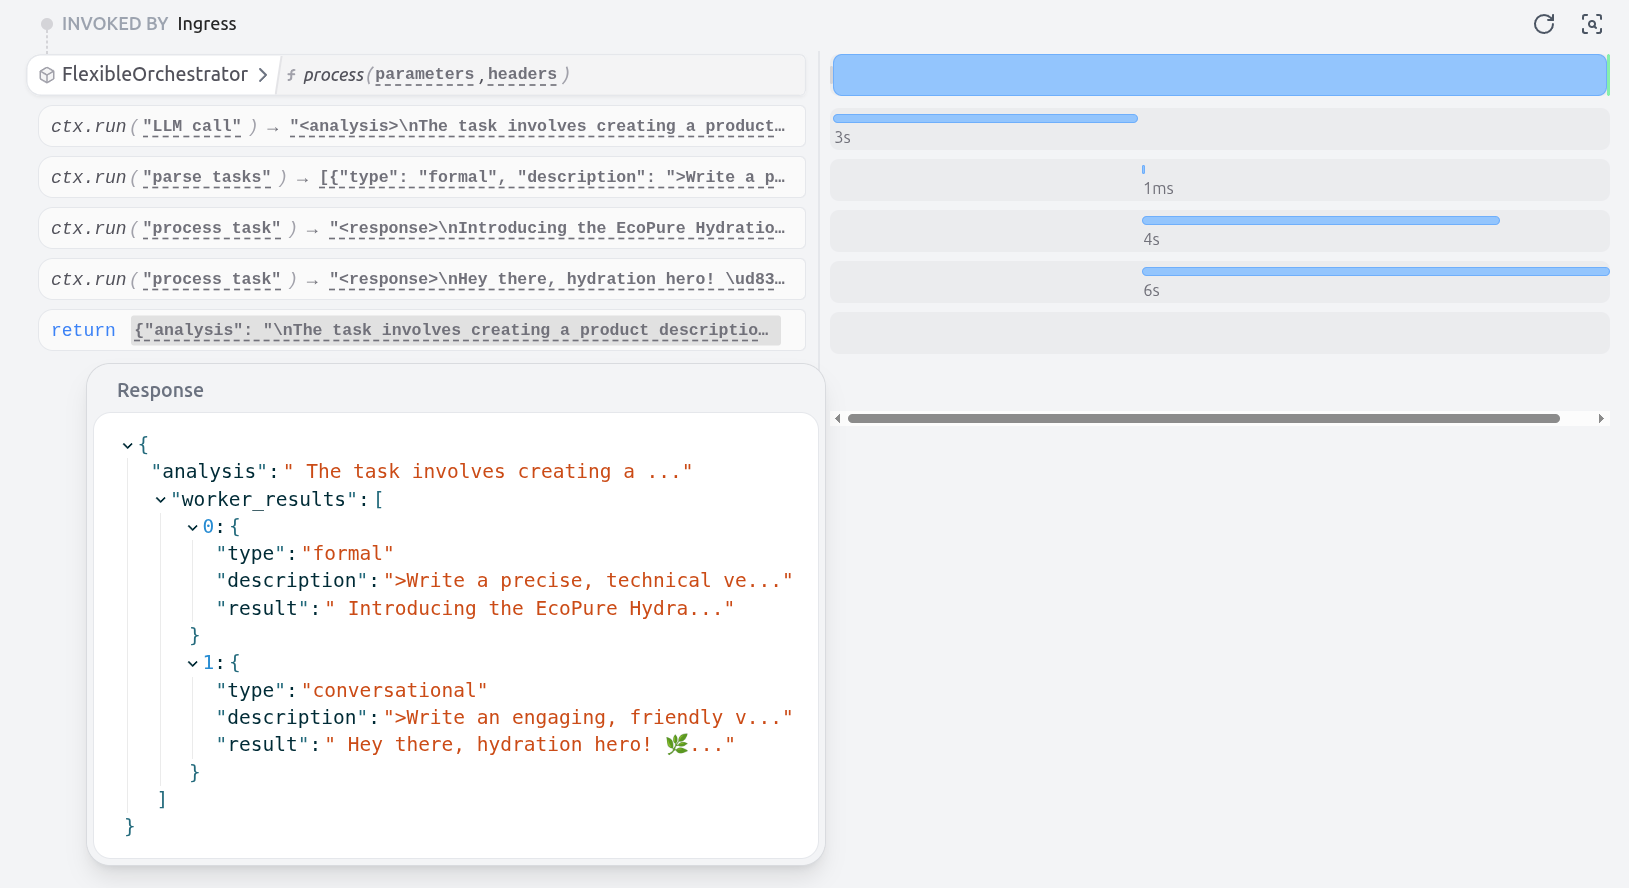 INVOKED BY Ingress
FlexibleOrchestrator > ƒ process(parameters,headers)
ctx.run("LLM call") → "<analysis>\nThe task involves creating a product…
3s
ctx.run("parse tasks") → [{"type": "formal", "description": ">Write a p…
1ms
ctx.run("process task") → "<response>\nIntroducing the EcoPure Hydratio…
4s
ctx.run("process task") → "<response>\nHey there, hydration hero! \ud83…
6s
return {"analysis": "\nThe task involves creating a product descriptio…
Response
{
"analysis":" The task involves creating a ..."
"worker_results":[
0:{
"type":"formal"
"description":">Write a precise, technical ve..."
"result":" Introducing the EcoPure Hydra..."
}
1:{
"type":"conversational"
"description":">Write an engaging, friendly v..."
"result":" Hey there, hydration hero! 🌿..."
}
]
}